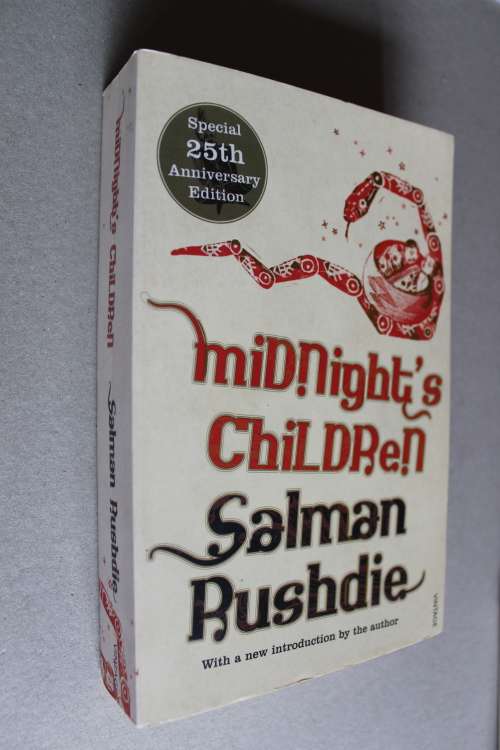 Special
25th
Anniversary
Edition
miDNight's
ChiLDReN
Salman
Rushdie
With a new introduction by the author
VINTAGE
miDNight's ChiLDReN
Salman Rushdie